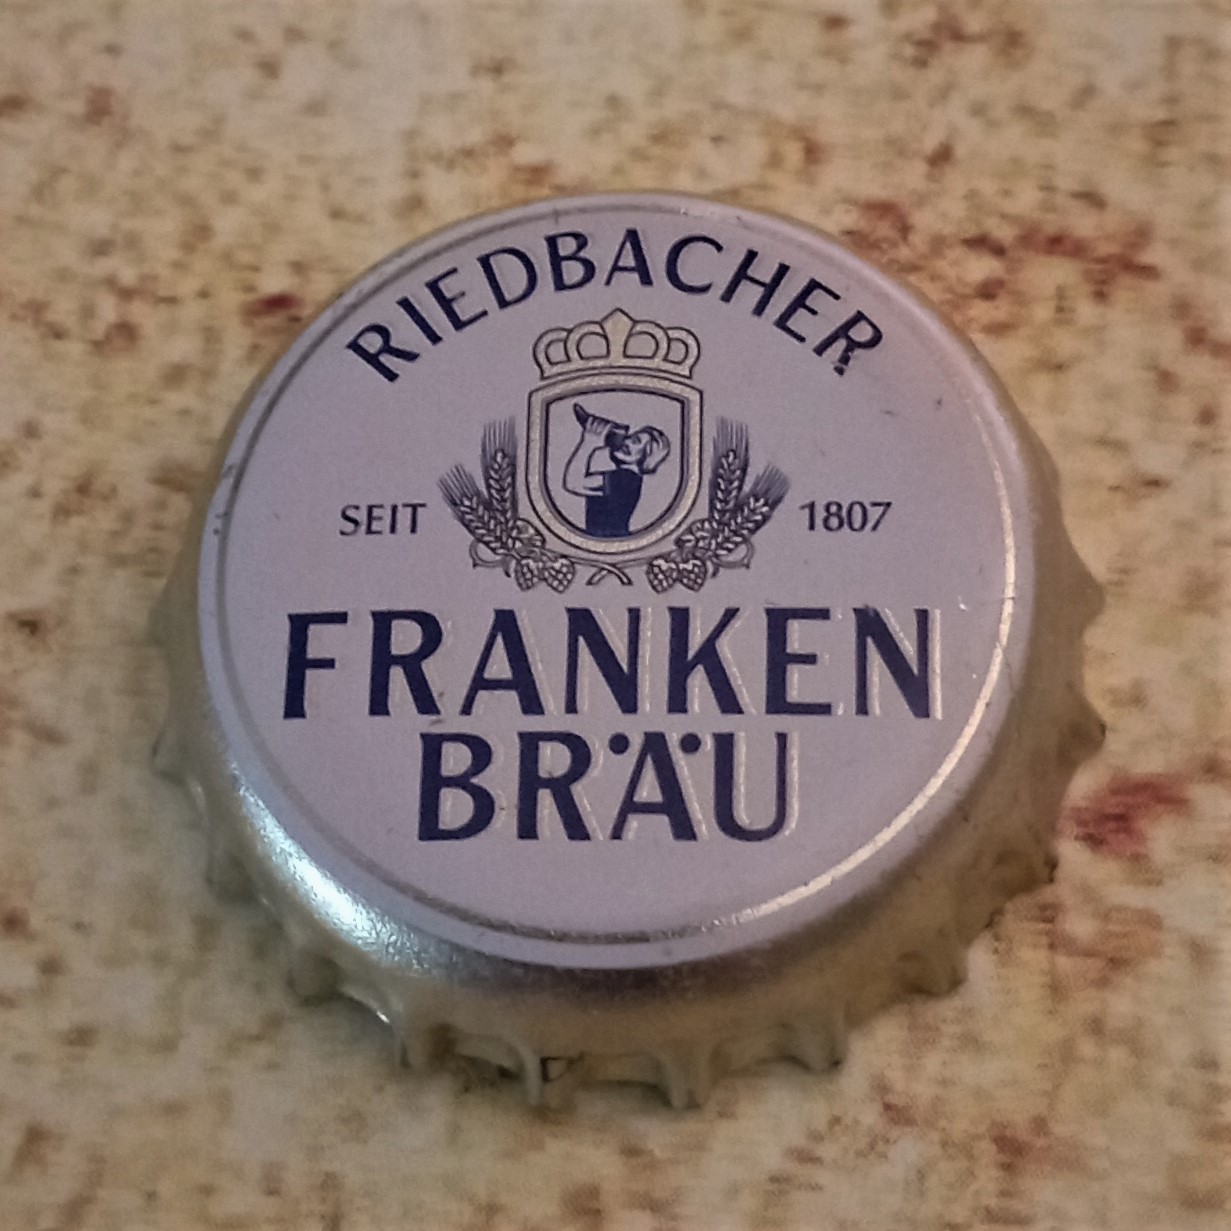 RIEDBACHER
SEIT 1807
FRANKEN
BRÄU